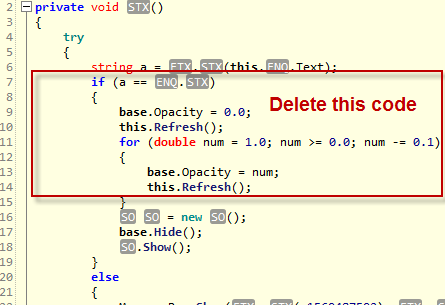 2 private void STX()
3 {
4 try
5 {
6 string a = ETX.STX(this.ENQ.Text);
7 if (a == ENQ.STX)
8 {
9 base.Opacity = 0.0;
10 this.Refresh();
11 for (double num = 1.0; num >= 0.0; num -= 0.1)
12 {
13 base.Opacity = num;
14 this.Refresh();
15 }
16 SO SO = new SO();
17 base.Hide();
18 SO.Show();
19 }
20 else
21 {
Delete this code